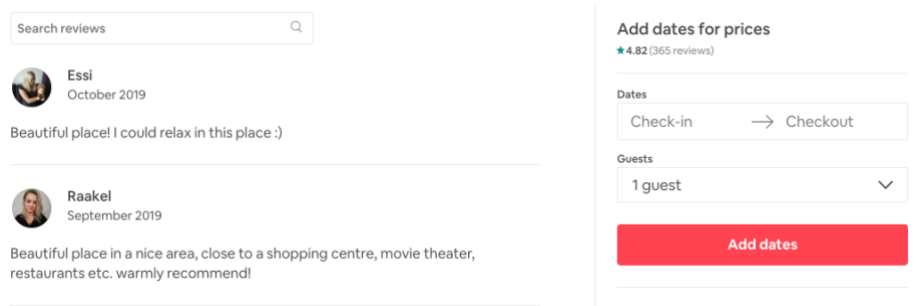 Search reviews
Essi
October 2019
Beautiful place! I could relax in this place :)
Raakel
September 2019
Beautiful place in a nice area, close to a shopping centre, movie theater,
restaurants etc. warmly recommend!
Add dates for prices
★4.82 (365 reviews)
Dates
Check-in → Checkout
Guests
1 guest
Add dates